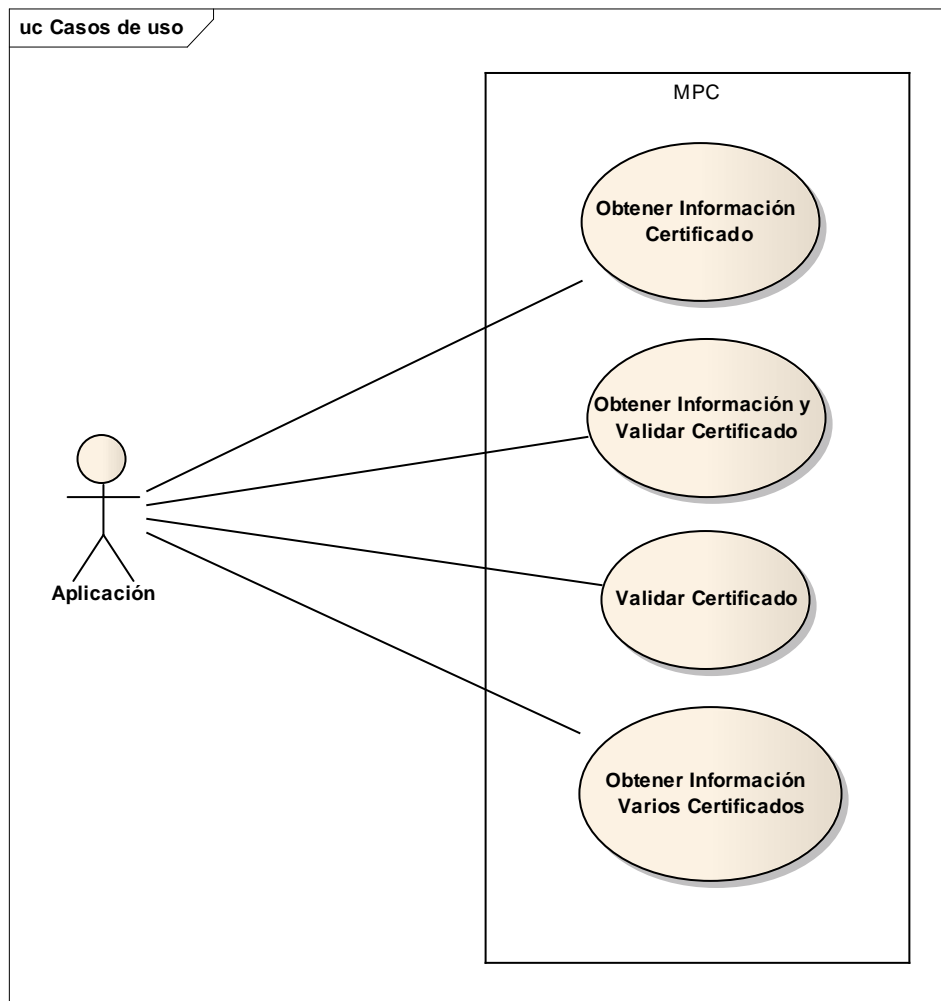 uc Casos de uso
MPC
Obtener Información
Certificado
Obtener Información y
Validar Certificado
Aplicación
Validar Certificado
Obtener Información
Varios Certificados